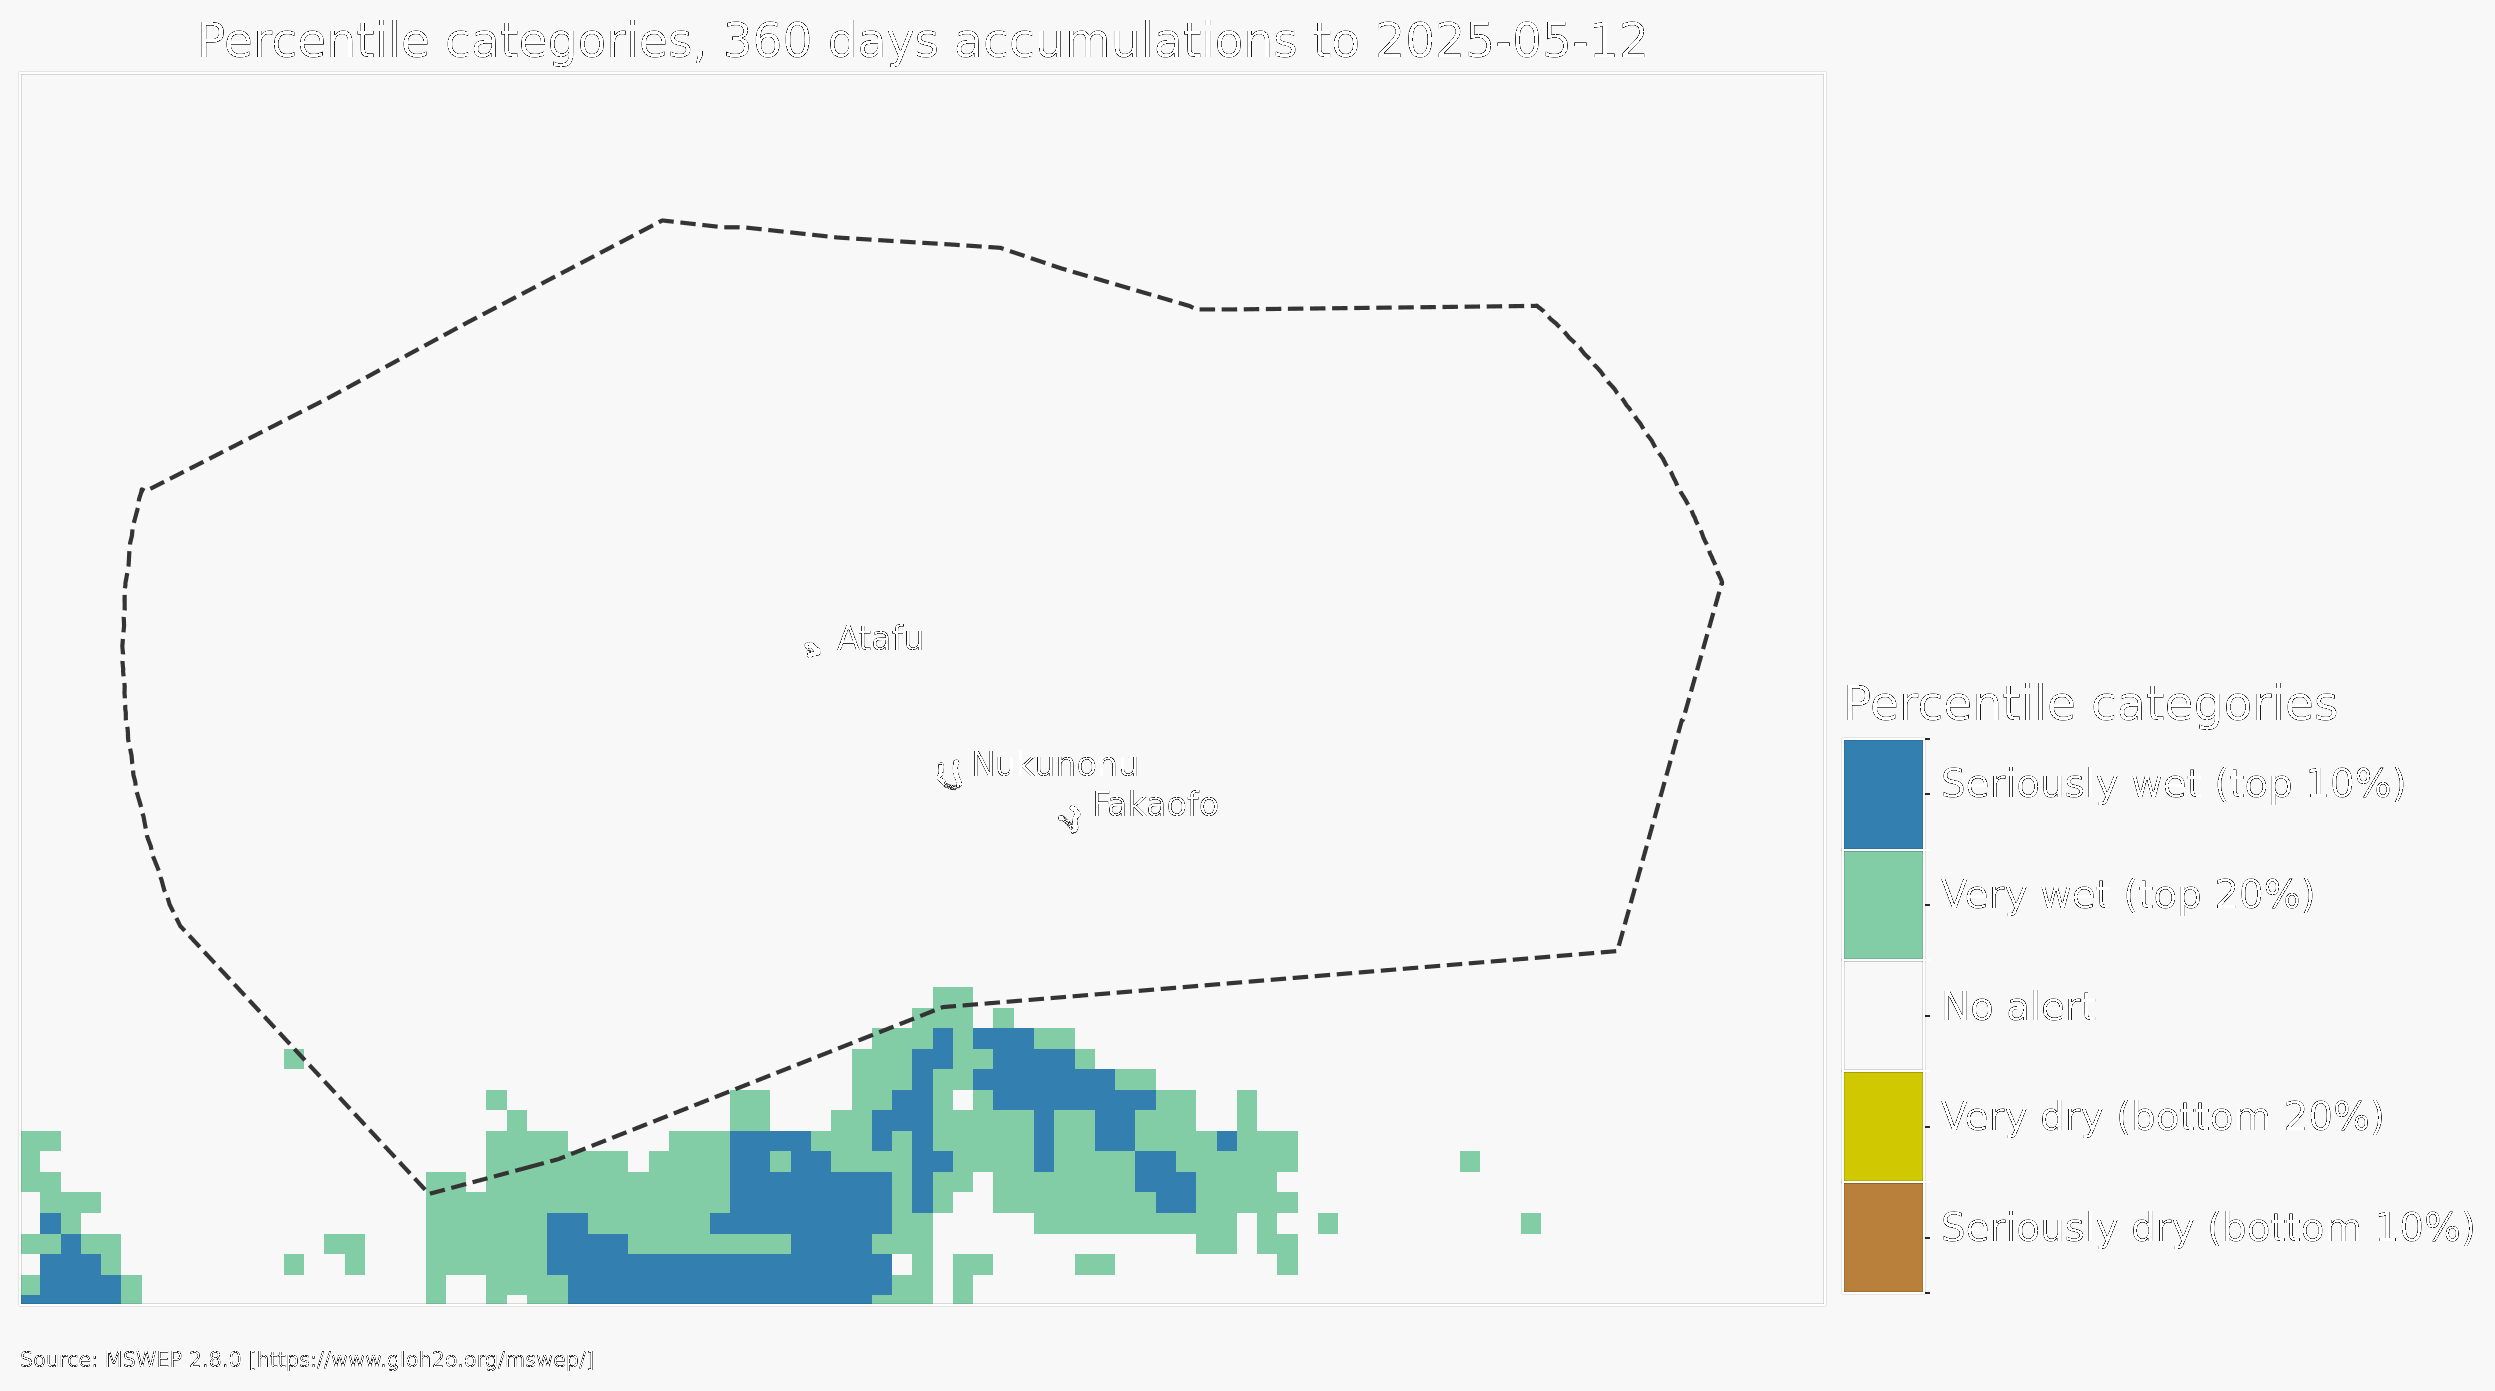 Percentile categories, 360 days accumulations to 2025-05-12
Atafu
Nukunonu
Fakaofo
Percentile categories
Seriously wet (top 10%)
Very wet (top 20%)
No alert
Very dry (bottom 20%)
Seriously dry (bottom 10%)
Source: MSWEP 2.8.0 [https://www.gloh2o.org/mswep/]